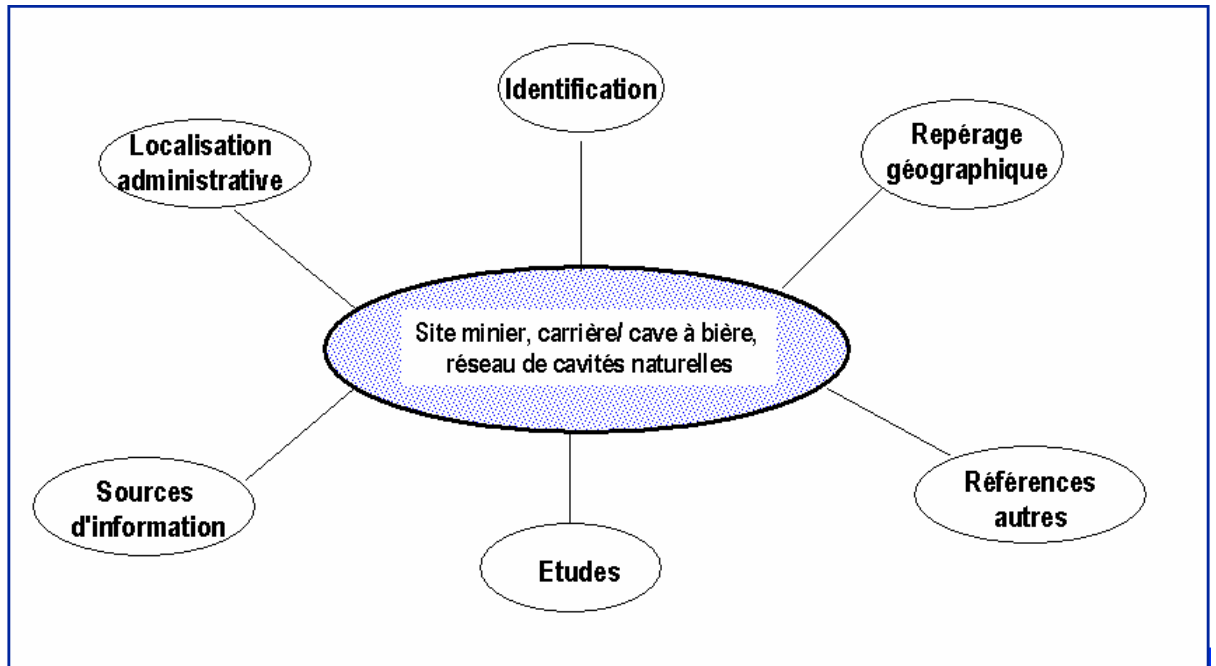 Identification
Localisation
administrative
Repérage
géographique
Site minier, carrière/ cave à bière,
réseau de cavités naturelles
Sources
d'information
Etudes
Références
autres